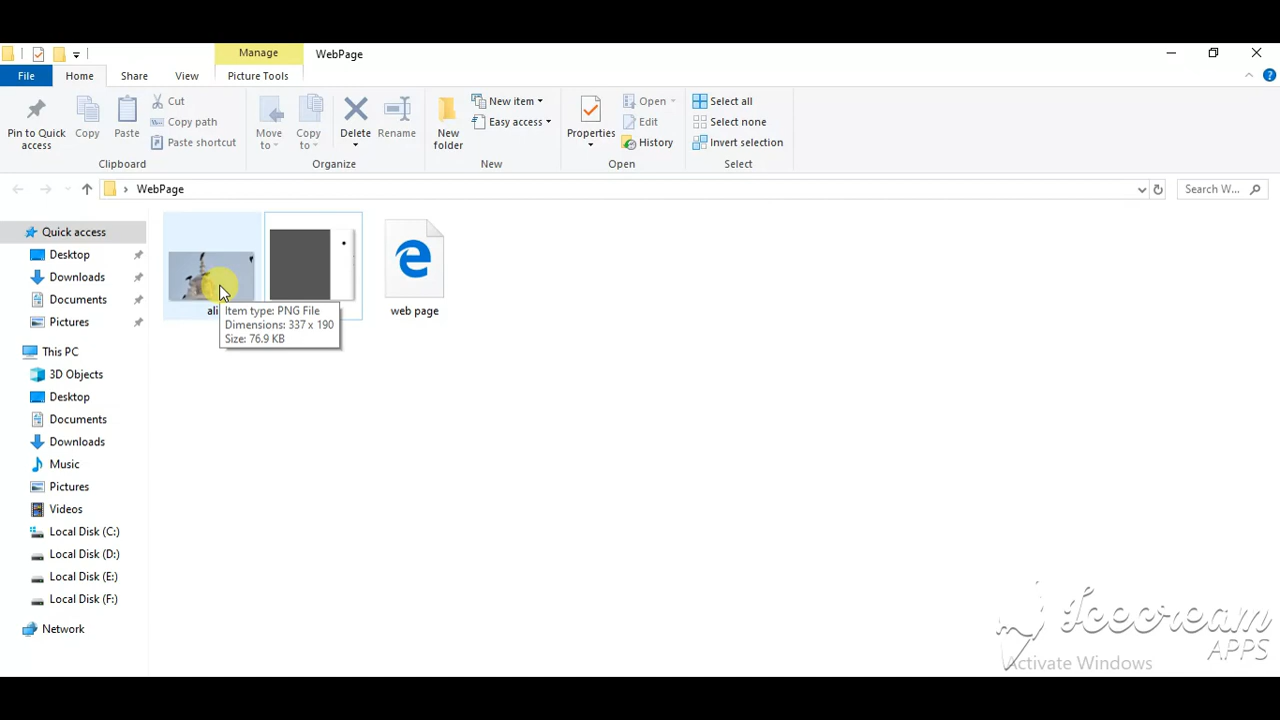 Manage
WebPage
File
Home
Share
View
Picture Tools
Pin to Quick access
Copy
Paste
Cut
Copy path
Paste shortcut
Clipboard
Move to
Copy to
Delete
Rename
Organize
New folder
New item
Easy access
New
Properties
Open
Edit
History
Open
Select all
Select none
Invert selection
Select
WebPage
Search W...
Quick access
Desktop
Downloads
Documents
Pictures
This PC
3D Objects
Desktop
Documents
Downloads
Music
Pictures
Videos
Local Disk (C:)
Local Disk (D:)
Local Disk (E:)
Local Disk (F:)
Network
ali
web page
Item type: PNG File
Dimensions: 337 x 190
Size: 76.9 KB
Icecream
APPS
Activate Windows